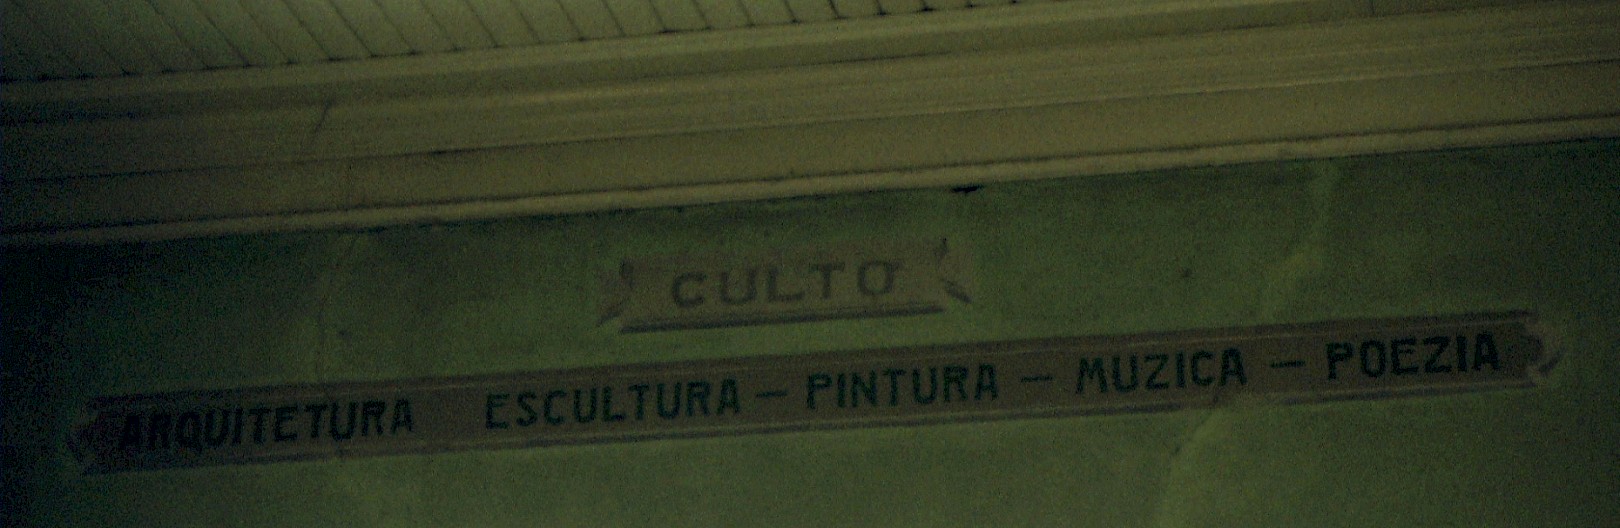 CULTO
ARQUITETURA ESCULTURA – PINTURA – MUZICA – POEZIA